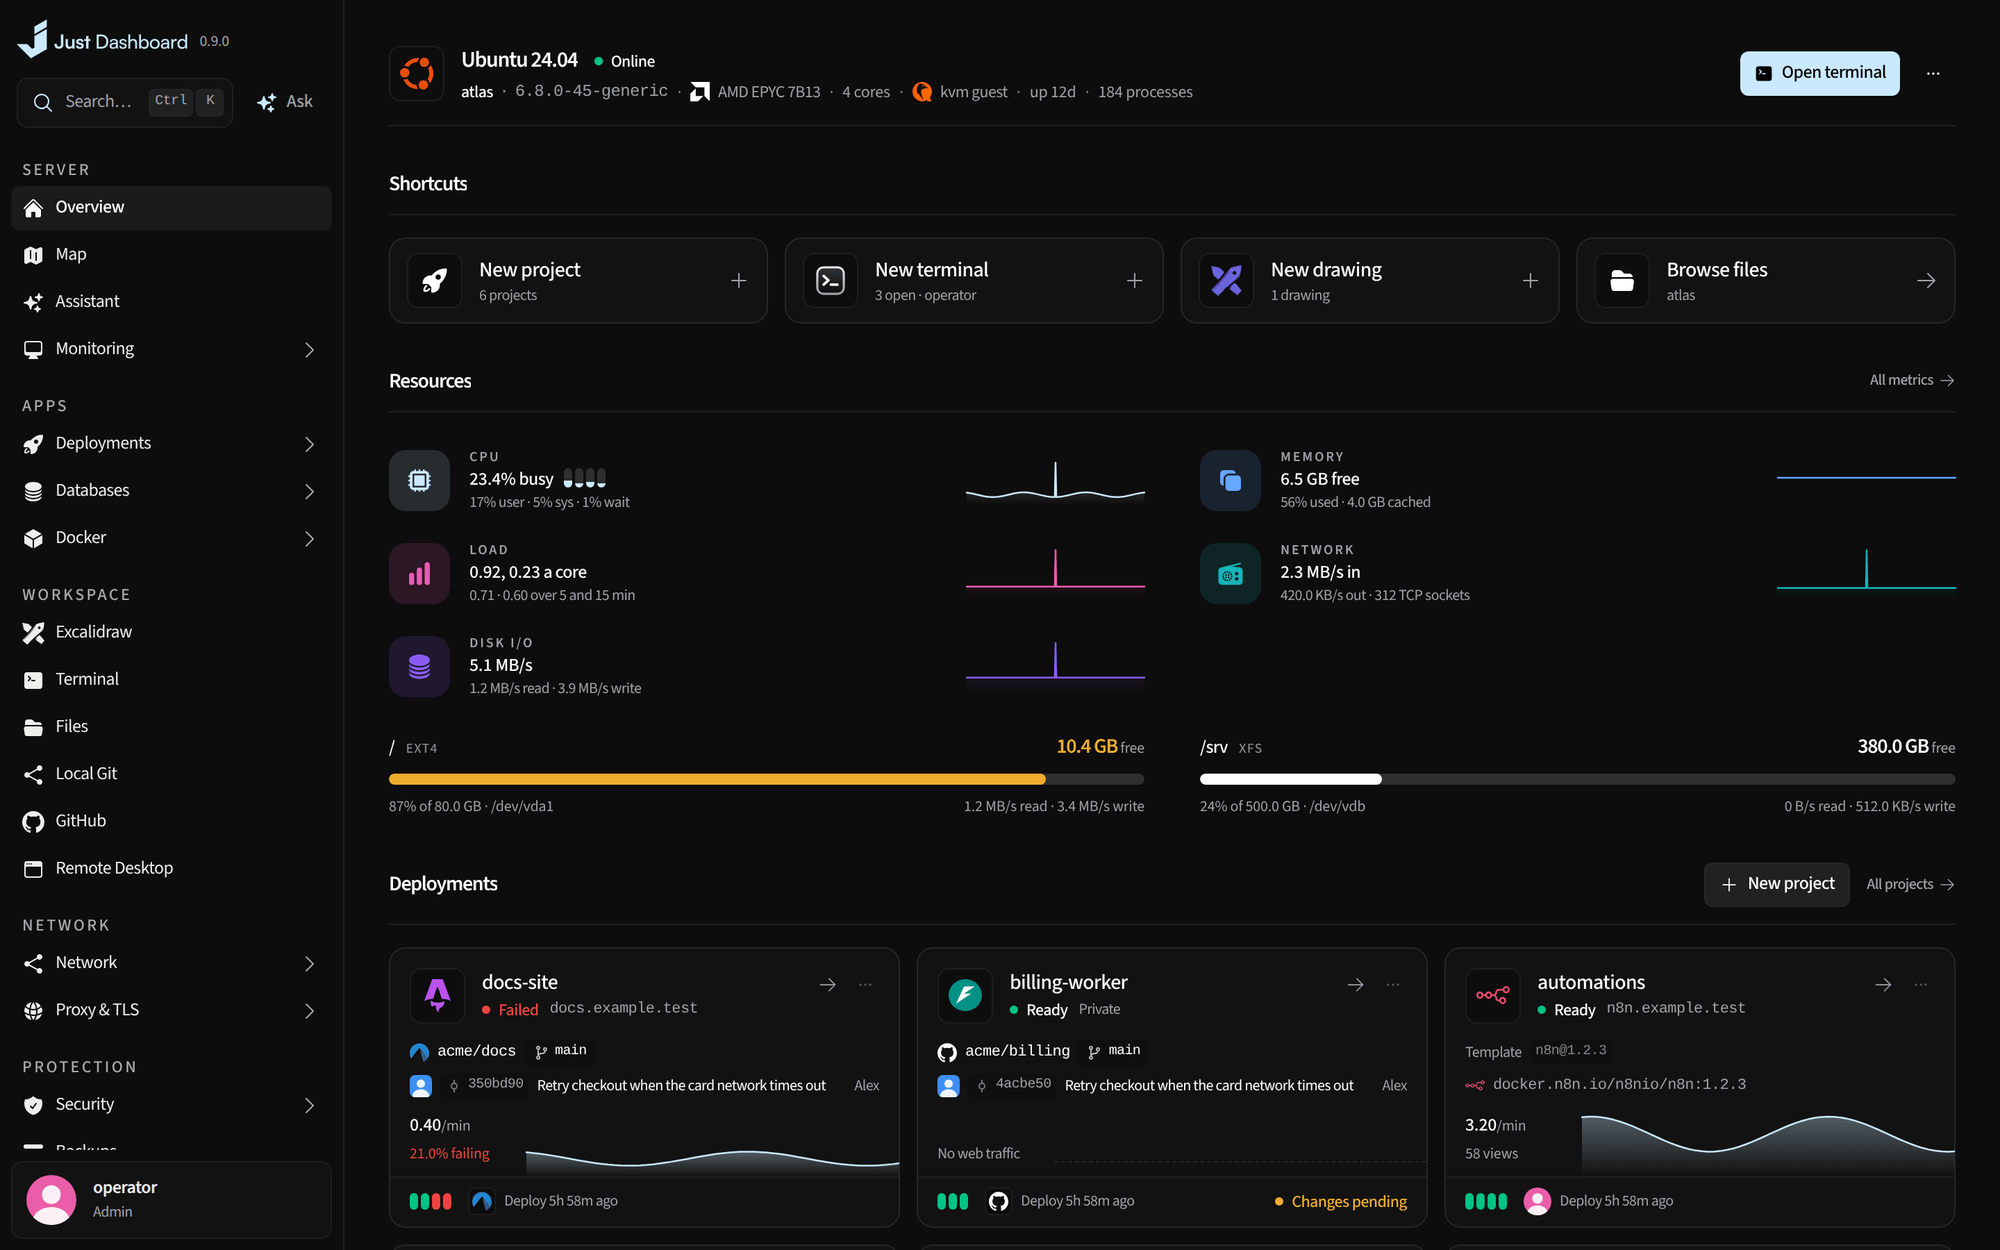 Just Dashboard 0.9.0
Search… Ctrl K Ask
SERVER
Overview
Map
Assistant
Monitoring
APPS
Deployments
Databases
Docker
WORKSPACE
Excalidraw
Terminal
Files
Local Git
GitHub
Remote Desktop
NETWORK
Network
Proxy & TLS
PROTECTION
Security
Backups
operator
Admin
Ubuntu 24.04 Online
atlas · 6.8.0-45-generic · AMD EPYC 7B13 · 4 cores · kvm guest · up 12d · 184 processes
Open terminal
Shortcuts
New project
6 projects
New terminal
3 open · operator
New drawing
1 drawing
Browse files
atlas
Resources
All metrics
CPU
23.4% busy
17% user · 5% sys · 1% wait
MEMORY
6.5 GB free
56% used · 4.0 GB cached
LOAD
0.92, 0.23 a core
0.71 · 0.60 over 5 and 15 min
NETWORK
2.3 MB/s in
420.0 KB/s out · 312 TCP sockets
DISK I/O
5.1 MB/s
1.2 MB/s read · 3.9 MB/s write
/ EXT4 10.4 GB free
87% of 80.0 GB · /dev/vda1 1.2 MB/s read · 3.4 MB/s write
/srv XFS 380.0 GB free
24% of 500.0 GB · /dev/vdb 0 B/s read · 512.0 KB/s write
Deployments
New project
All projects
docs-site
Failed docs.example.test
acme/docs main
350bd90 Retry checkout when the card network times out Alex
0.40/min
21.0% failing
Deploy 5h 58m ago
billing-worker
Ready Private
acme/billing main
4acbe50 Retry checkout when the card network times out Alex
No web traffic
Deploy 5h 58m ago Changes pending
automations
Ready n8n.example.test
Template n8n@1.2.3
docker.n8n.io/n8nio/n8n:1.2.3
3.20/min
58 views
Deploy 5h 58m ago